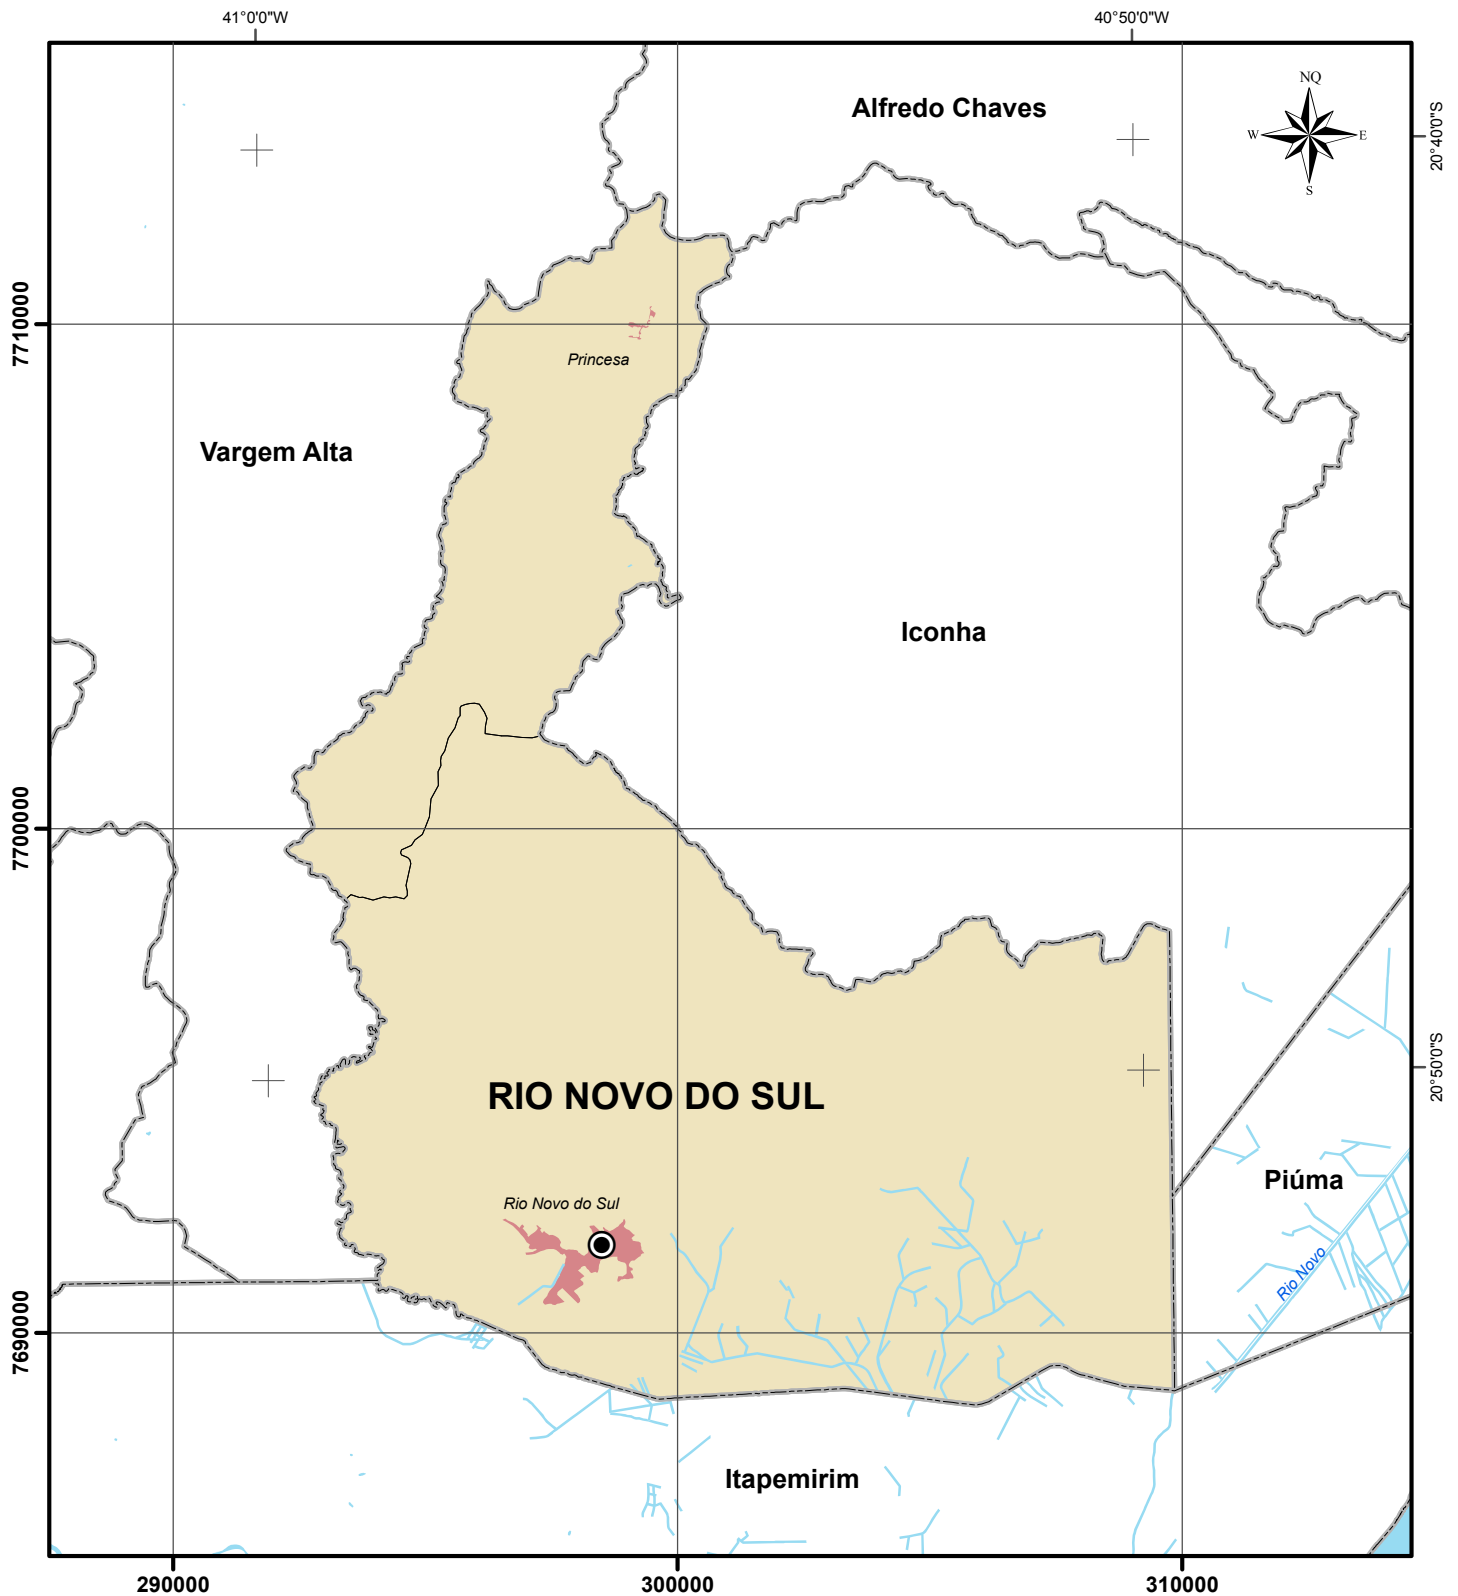 41°0'0"W
40°50'0"W
NQ
Alfredo Chaves
W
E
20°40'0"S
S
7710000
Princesa
Vargem Alta
Iconha
7700000
20°50'0"S
RIO NOVO DO SUL
Piúma
Rio Novo do Sul
Rio Novo
7690000
Itapemirim
290000
300000
310000